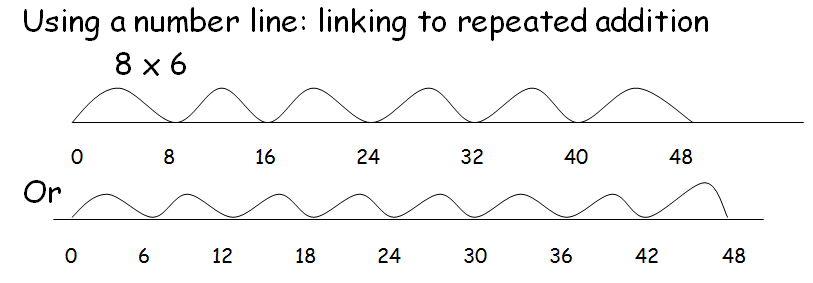 Using a number line: linking to repeated addition
8 x 6
0 8 16 24 32 40 48
Or
0 6 12 18 24 30 36 42 48